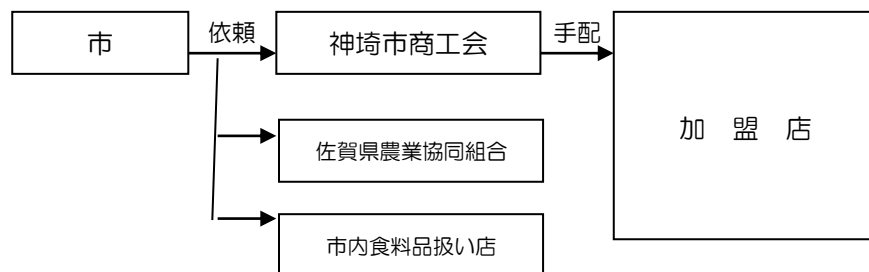 市
依頼
神埼市商工会
手配
加　盟　店
佐賀県農業協同組合
市内食料品扱い店